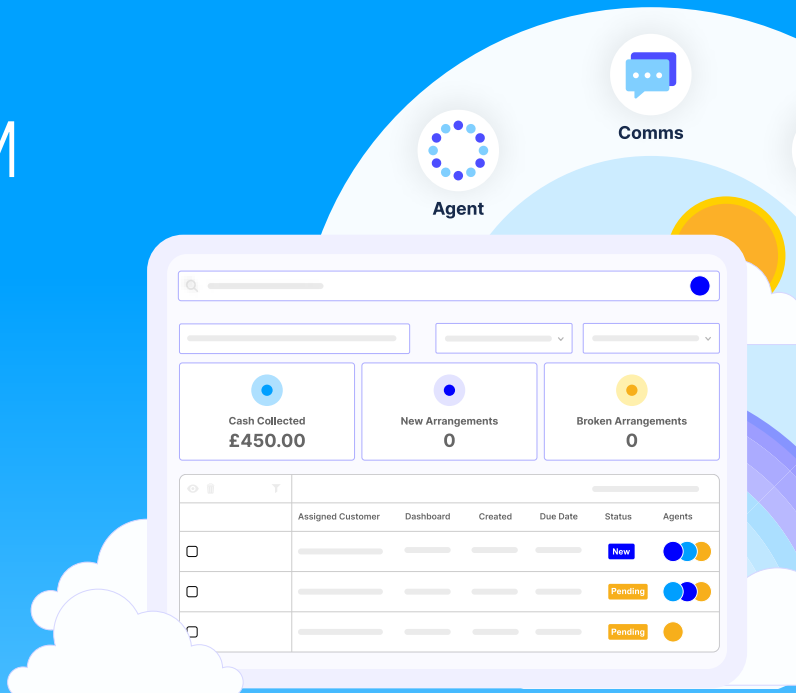 M
Comms
Agent
Cash Collected
£450.00
New Arrangements
0
Broken Arrangements
0
Assigned Customer Dashboard Created Due Date Status Agents
New
Pending
Pending